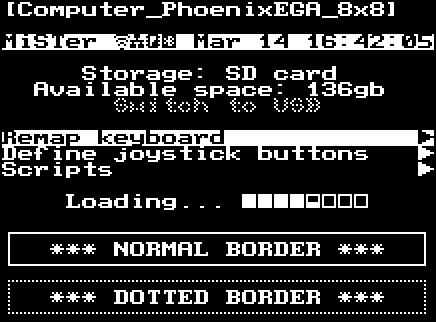 [Computer_PhoenixEGA_8x8]
MiSTer Mar 14 16:42:05
Storage: SD card
Available space: 136gb
Switch to USB
Remap keyboard
Define joystick buttons
Scripts
Loading...
*** NORMAL BORDER ***
*** DOTTED BORDER ***